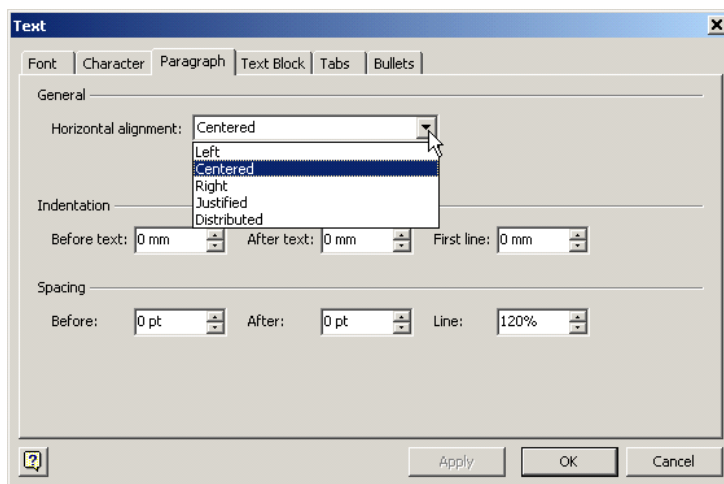 Text
Font Character Paragraph Text Block Tabs Bullets
General
Horizontal alignment: Centered
Left
Centered
Right
Justified
Distributed
Indentation
Before text: 0 mm After text: 0 mm First line: 0 mm
Spacing
Before: 0 pt After: 0 pt Line: 120%
Apply OK Cancel